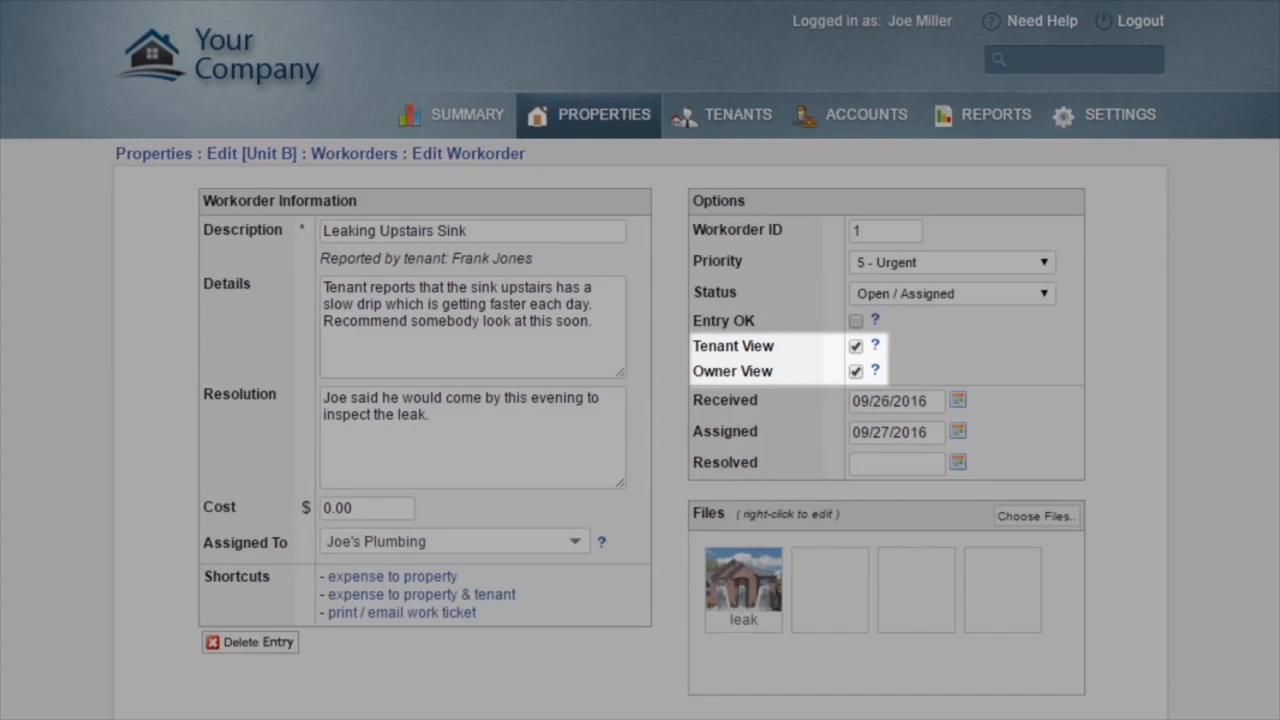 Your Company
Logged in as: Joe Miller
Need Help
Logout
SUMMARY
PROPERTIES
TENANTS
ACCOUNTS
REPORTS
SETTINGS
Properties : Edit [Unit B] : Workorders : Edit Workorder
Workorder Information
Description * Leaking Upstairs Sink
Reported by tenant: Frank Jones
Details
Tenant reports that the sink upstairs has a
slow drip which is getting faster each day.
Recommend somebody look at this soon.
Resolution
Joe said he would come by this evening to
inspect the leak.
Cost $ 0.00
Assigned To Joe's Plumbing ?
Shortcuts
- expense to property
- expense to property & tenant
- print / email work ticket
Delete Entry
Options
Workorder ID 1
Priority 5 - Urgent
Status Open / Assigned
Entry OK ?
Tenant View ?
Owner View ?
Received 09/26/2016
Assigned 09/27/2016
Resolved
Files ( right-click to edit ) Choose Files..
leak